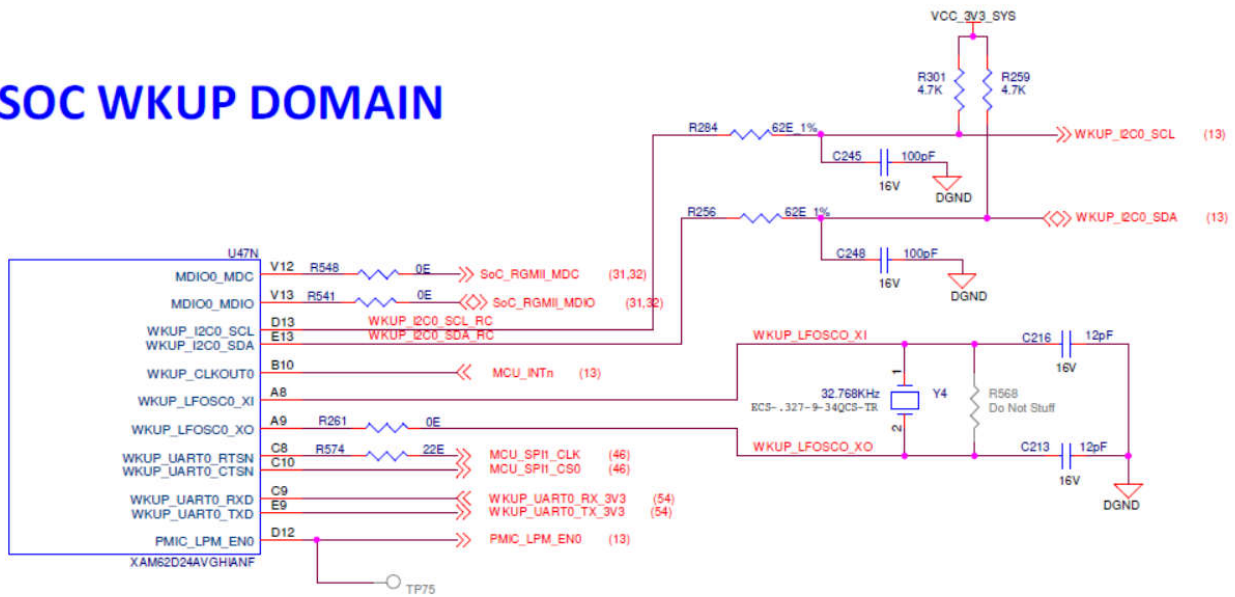 SOC WKUP DOMAIN
VCC_3V3_SYS
R301
4.7K
R259
4.7K
R284 62E_1%
WKUP_I2C0_SCL (13)
C245 100pF
16V
DGND
R256 62E_1%
WKUP_I2C0_SDA (13)
C248 100pF
16V
DGND
U47N
MDIO0_MDC V12 R548 0E SoC_RGMII_MDC (31,32)
MDIO0_MDIO V13 R541 0E SoC_RGMII_MDIO (31,32)
WKUP_I2C0_SCL D13 WKUP_I2C0_SCL_RC
WKUP_I2C0_SDA E13 WKUP_I2C0_SDA_RC
WKUP_CLKOUT0 B10 MCU_INTn (13)
WKUP_LFOSC0_XI A8
WKUP_LFOSC0_XO A9 R261 0E
WKUP_UART0_RTSN C8 R574 22E MCU_SPI1_CLK (46)
WKUP_UART0_CTSN C10 MCU_SPI1_CS0 (46)
WKUP_UART0_RXD C9 WKUP_UART0_RX_3V3 (54)
WKUP_UART0_TXD E9 WKUP_UART0_TX_3V3 (54)
PMIC_LPM_EN0 D12 PMIC_LPM_EN0 (13)
XAM62D24AVGHIANF
TP75
WKUP_LFOSCO_XI
C216 12pF
16V
1
32.768KHz Y4
ECS-.327-9-34QCS-TR
2
R568
Do Not Stuff
WKUP_LFOSCO_XO
C213 12pF
16V
DGND